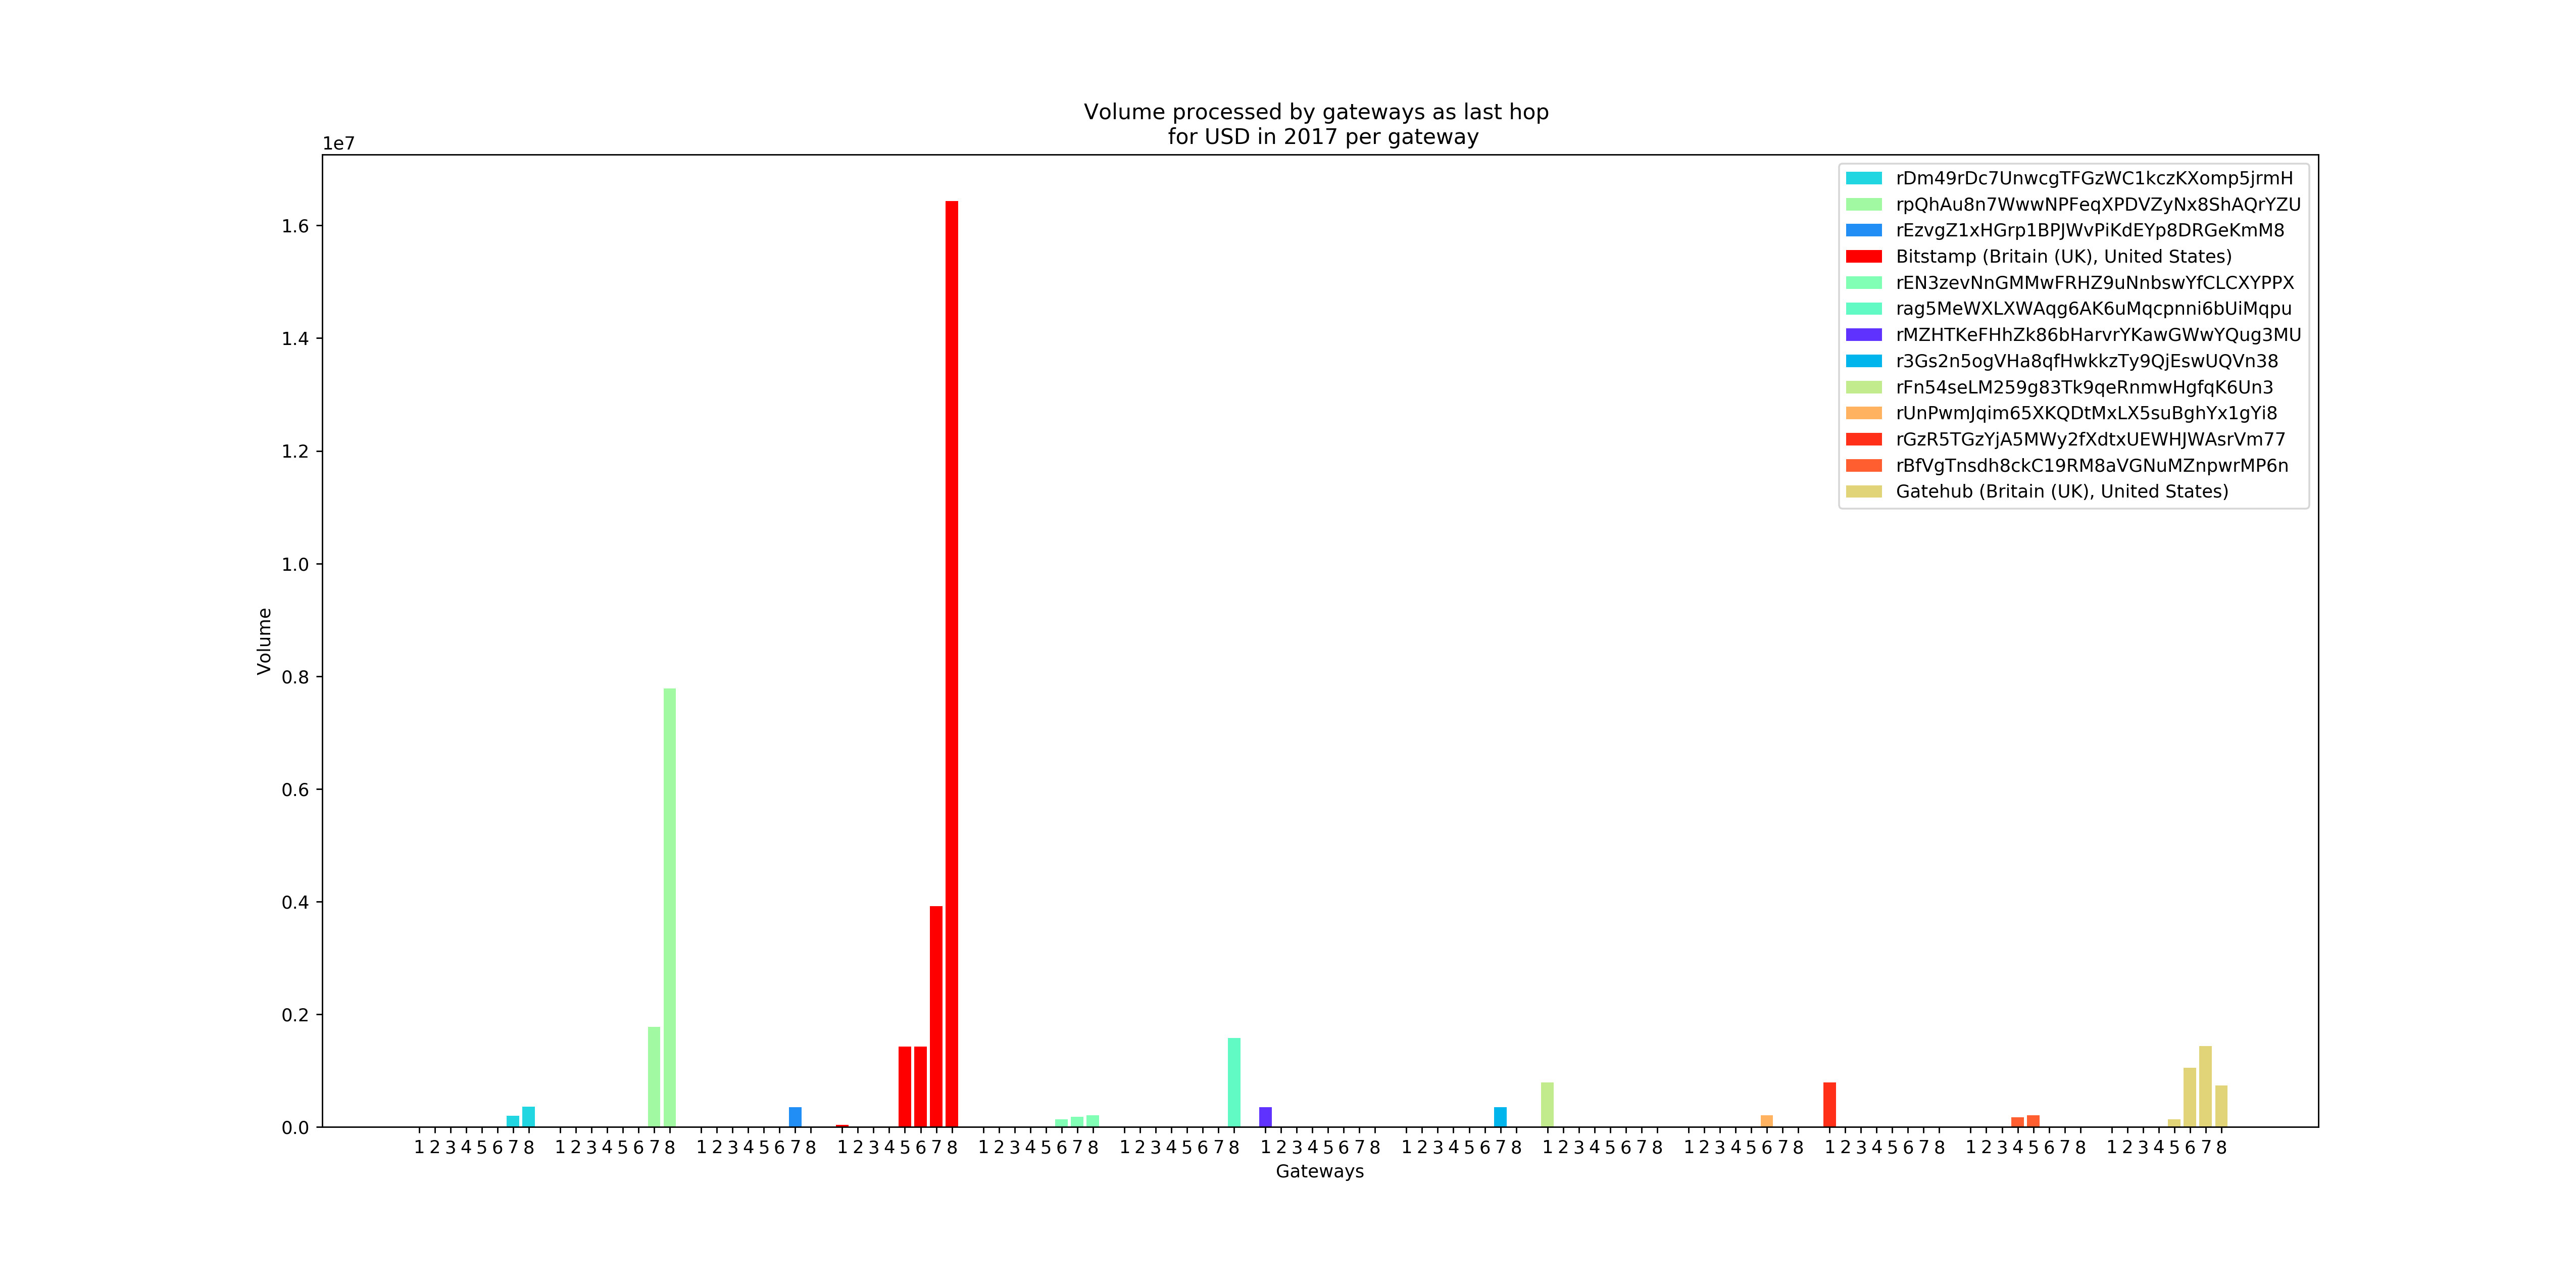 Volume processed by gateways as last hop
for USD in 2017 per gateway
1e7
1.6
1.4
1.2
1.0
0.8
0.6
0.4
0.2
0.0
Volume
rDm49rDc7UnwcgTFGzWC1kczKXomp5jrmH
rpQhAu8n7WwwNPFeqXPDVZyNx8ShAQrYZU
rEzvgZ1xHGrp1BPJWvPiKdEYp8DRGeKmM8
Bitstamp (Britain (UK), United States)
rEN3zevNnGMMwFRHZ9uNnbswYfCLCXYPPX
rag5MeWXLXWAqg6AK6uMqcpnni6bUiMqpu
rMZHTKeFHhZk86bHarvrYKawGWwYQug3MU
r3Gs2n5ogVHa8qfHwkkzTy9QjEswUQVn38
rFn54seLM259g83Tk9qeRnmwHgfqK6Un3
rUnPwmJqim65XKQDtMxLX5suBghYx1gYi8
rGzR5TGzYjA5MWy2fXdtxUEWHJWAsrVm77
rBfVgTnsdh8ckC19RM8aVGNuMZnpwrMP6n
Gatehub (Britain (UK), United States)
1 2 3 4 5 6 7 8 1 2 3 4 5 6 7 8 1 2 3 4 5 6 7 8 1 2 3 4 5 6 7 8 1 2 3 4 5 6 7 8 1 2 3 4 5 6 7 8 1 2 3 4 5 6 7 8 1 2 3 4 5 6 7 8 1 2 3 4 5 6 7 8 1 2 3 4 5 6 7 8 1 2 3 4 5 6 7 8 1 2 3 4 5 6 7 8 1 2 3 4 5 6 7 8
Gateways